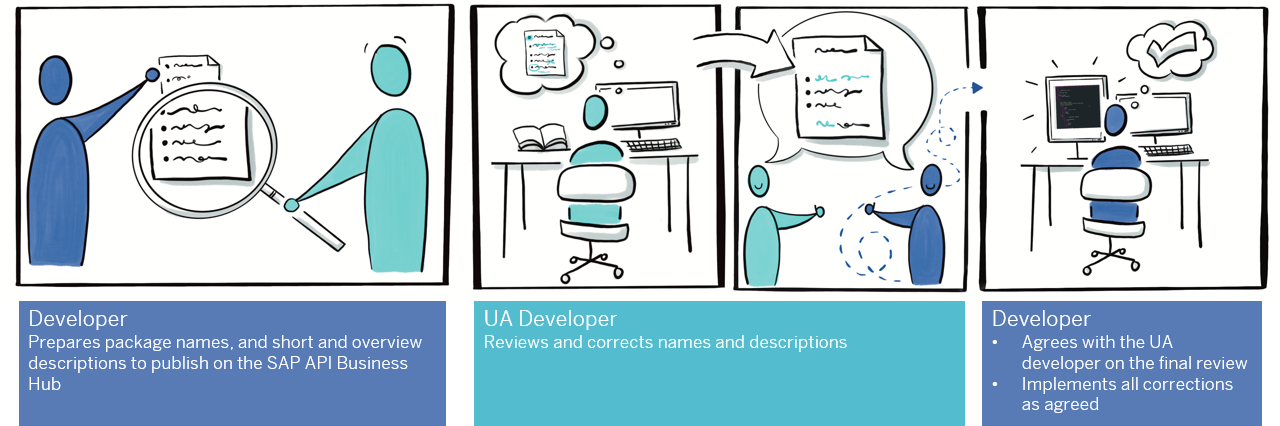 Developer
Prepares package names, and short and overview
descriptions to publish on the SAP API Business
Hub
UA Developer
Reviews and corrects names and descriptions
Developer
• Agrees with the UA
developer on the final review
• Implements all corrections
as agreed